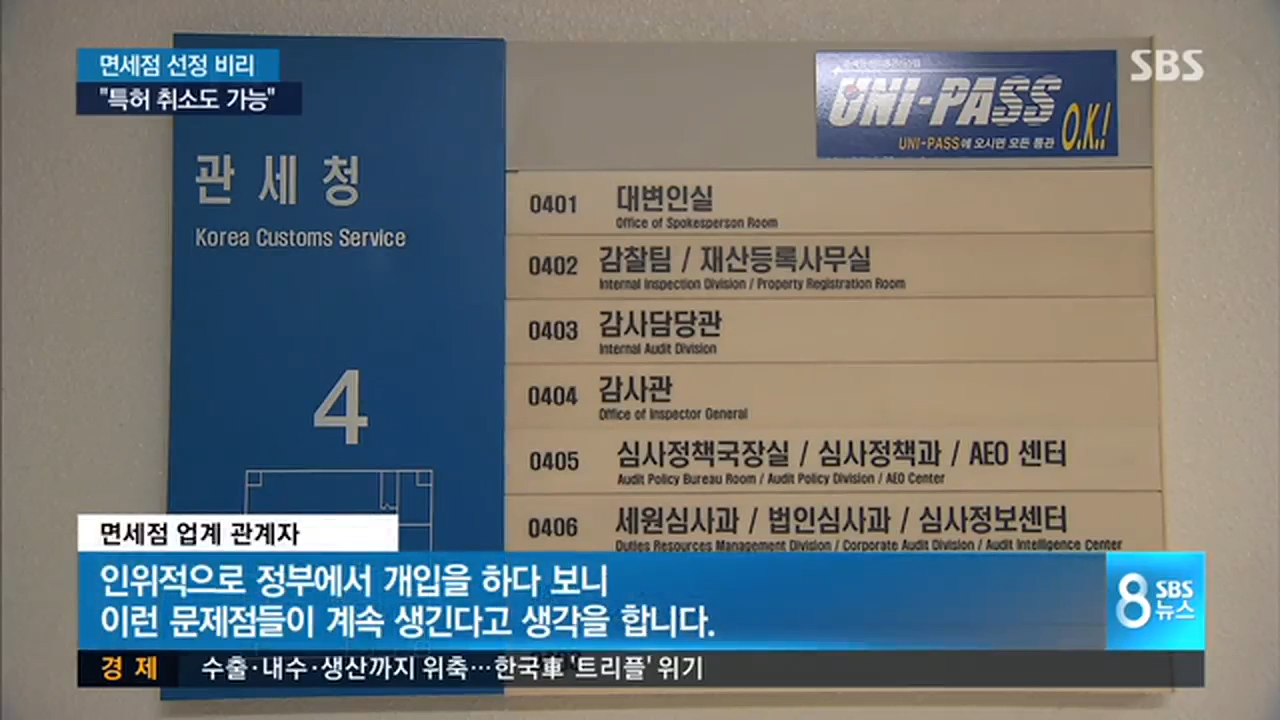 면세점 선정 비리
"특허 취소도 가능"
SBS
관세청
Korea Customs Service
4
UNI-PASS O.K.!
UNI-PASS에 오시면 모든 통관
0401 대변인실
Office of Spokesperson Room
0402 감찰팀 / 재산등록사무실
Internal Inspection Division / Property Registration Room
0403 감사담당관
Internal Audit Division
0404 감사관
Office of Inspector General
0405 심사정책국장실 / 심사정책과 / AEO 센터
Audit Policy Bureau Room / Audit Policy Division / AEO Center
0406 세원심사과 / 법인심사과 / 심사정보센터
Duties Resources Management Division / Corporate Audit Division / Audit Intelligence Center
면세점 업계 관계자
인위적으로 정부에서 개입을 하다 보니
이런 문제점들이 계속 생긴다고 생각을 합니다.
8 SBS 뉴스
경제 수출·내수·생산까지 위축…한국車 '트리플' 위기